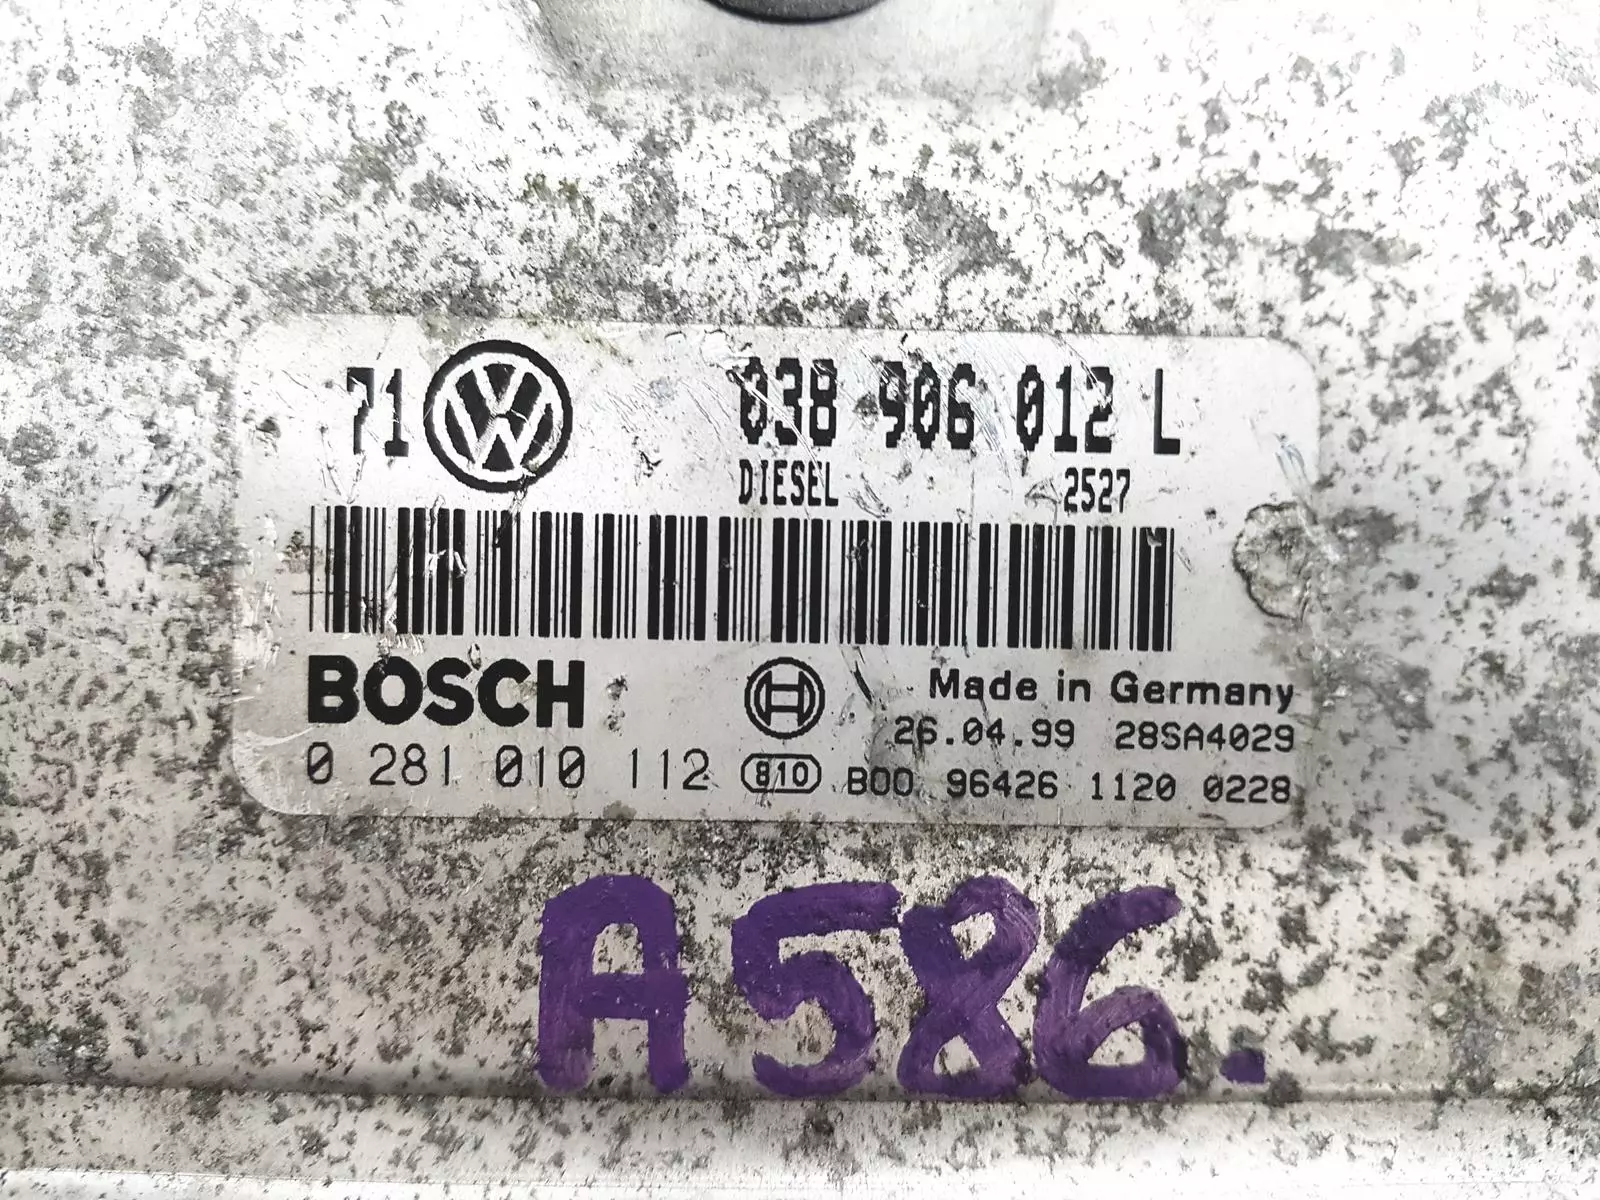 71 VW 038 906 012 L
DIESEL 2527
BOSCH Made in Germany
26.04.99 28SA4029
0 281 010 112 810 B00 96426 1120 0228
A586.